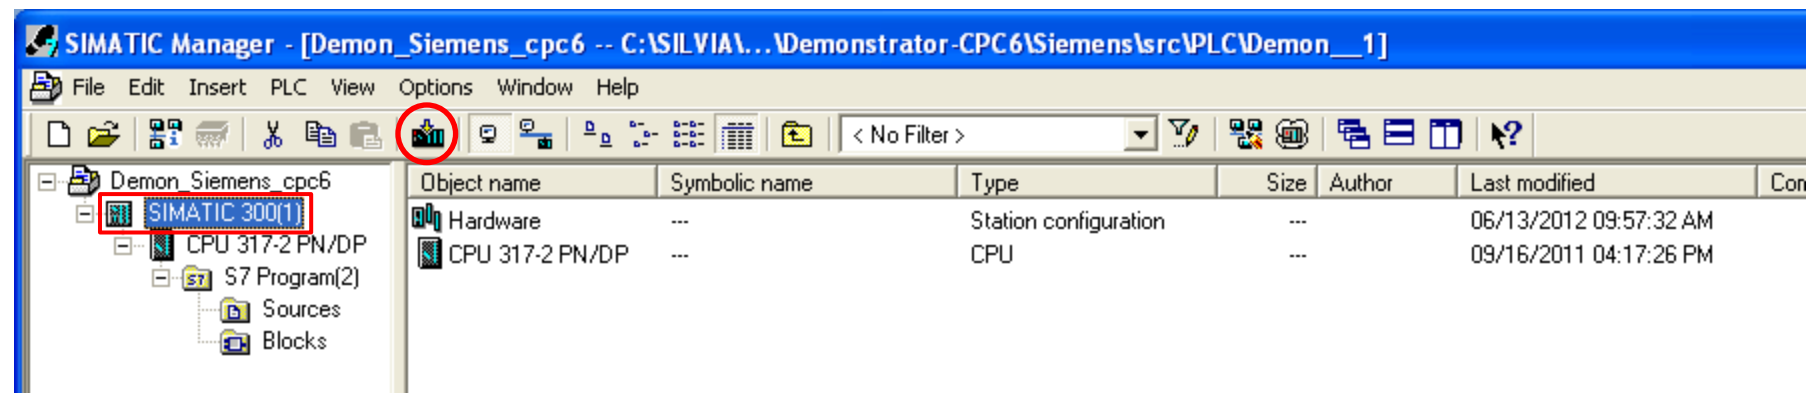 SIMATIC Manager - [Demon_Siemens_cpc6 -- C:\SILVIA\...\Demonstrator-CPC6\Siemens\src\PLC\Demon__1]
File Edit Insert PLC View Options Window Help
< No Filter >
Demon_Siemens_cpc6
SIMATIC 300(1)
CPU 317-2 PN/DP
S7 Program(2)
Sources
Blocks
Object name Symbolic name Type Size Author Last modified Con
Hardware --- Station configuration --- 06/13/2012 09:57:32 AM
CPU 317-2 PN/DP --- CPU --- 09/16/2011 04:17:26 PM